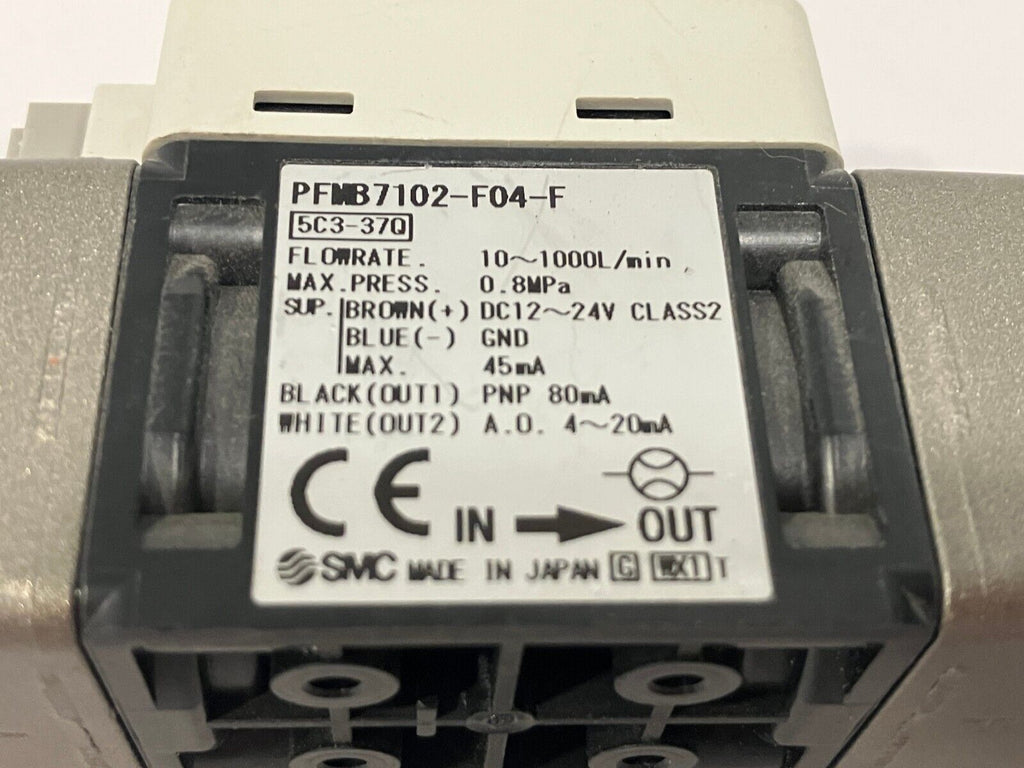 PFMB7102-F04-F
5C3-37Q
FLOWRATE. 10~1000L/min
MAX.PRESS. 0.8MPa
SUP. BROWN(+) DC12~24V CLASS2
BLUE(-) GND
MAX. 45mA
BLACK(OUT1) PNP 80mA
WHITE(OUT2) A.O. 4~20mA
CE IN OUT
SMC MADE IN JAPAN G WX1 T